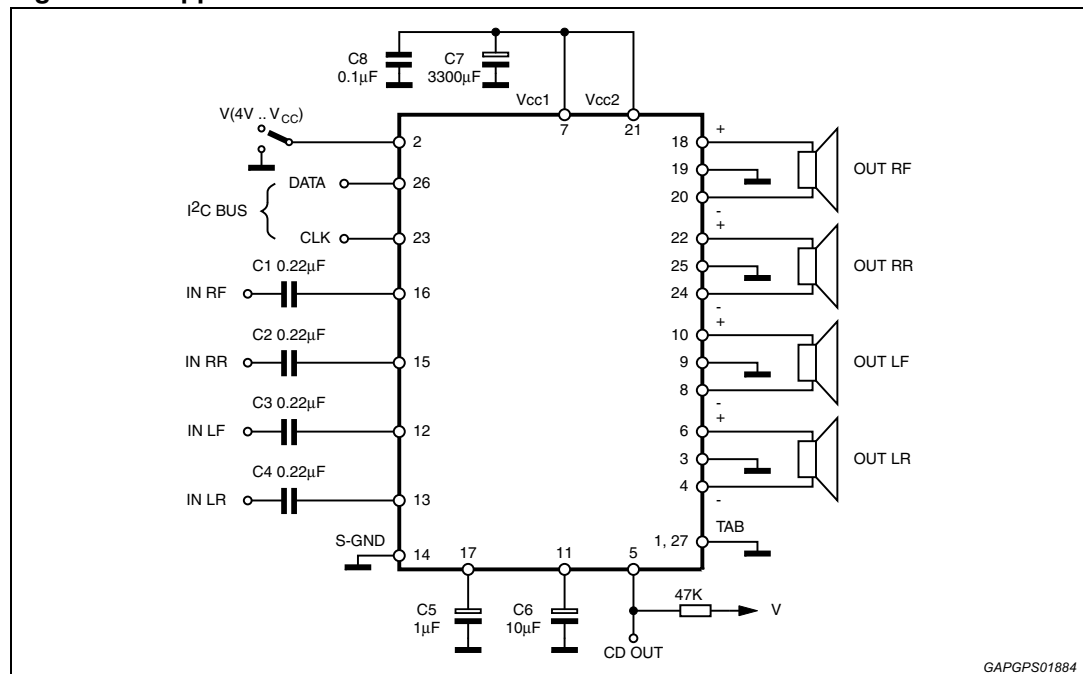 C8
0.1µF
C7
3300µF
Vcc1
Vcc2
7
21
V(4V .. VCC)
2
DATA
26
I2C BUS
CLK
23
C1 0.22µF
IN RF
16
C2 0.22µF
IN RR
15
C3 0.22µF
IN LF
12
C4 0.22µF
IN LR
13
S-GND
14
17
11
5
C5
1µF
C6
10µF
47K
V
CD OUT
18
+
19
20
-
OUT RF
+
22
25
24
-
OUT RR
+
10
9
8
-
OUT LF
+
6
3
4
-
OUT LR
1, 27
TAB
GAPGPS01884